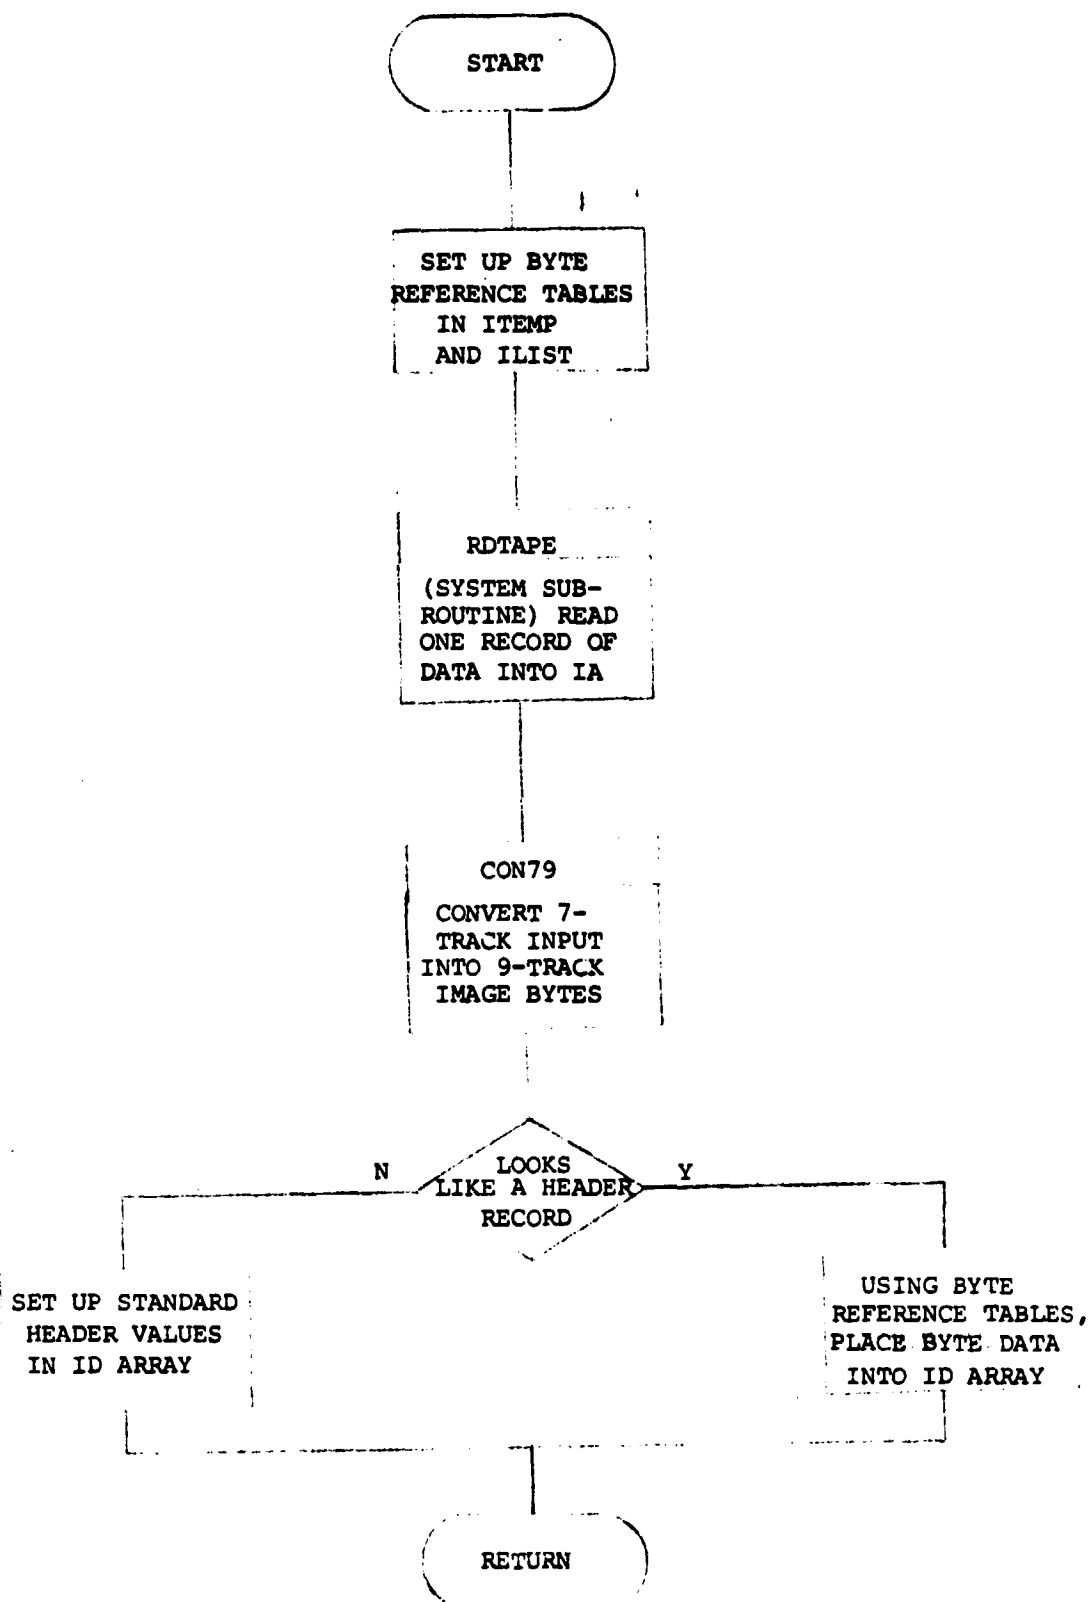 START
SET UP BYTE
REFERENCE TABLES
IN ITEMP
AND ILIST
RDTAPE
(SYSTEM SUB-
ROUTINE) READ
ONE RECORD OF
DATA INTO IA
CON79
CONVERT 7-
TRACK INPUT
INTO 9-TRACK
IMAGE BYTES
N
LOOKS
LIKE A HEADER
RECORD
Y
SET UP STANDARD
HEADER VALUES
IN ID ARRAY
USING BYTE
REFERENCE TABLES,
PLACE BYTE DATA
INTO ID ARRAY
RETURN